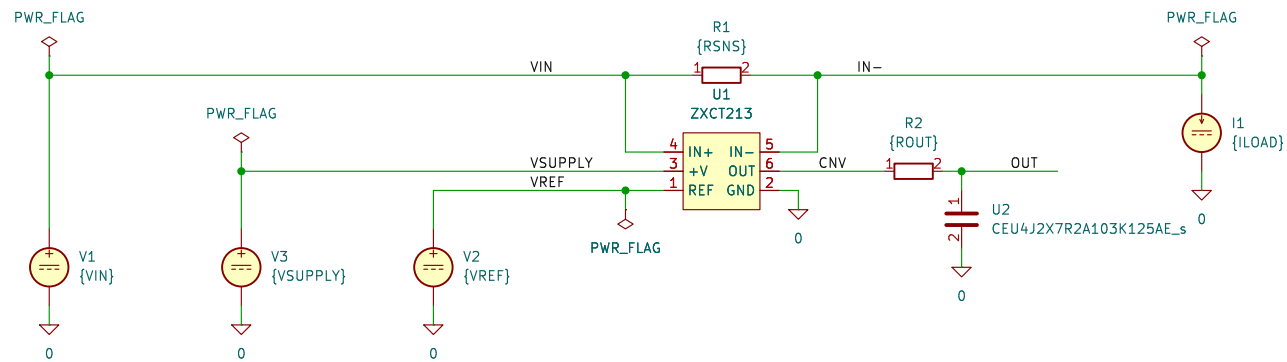 PWR_FLAG
PWR_FLAG
R1
{RSNS}
1
2
VIN
IN-
U1
ZXCT213
PWR_FLAG
I1
{ILOAD}
R2
{ROUT}
4
IN+
IN-
5
VSUPPLY
3
+V
OUT
6
CNV
1
2
OUT
VREF
1
REF
GND
2
0
0
PWR_FLAG
1
2
U2
CEU4J2X7R2A103K125AE_s
0
V1
{VIN}
V3
{VSUPPLY}
V2
{VREF}
0
0
0